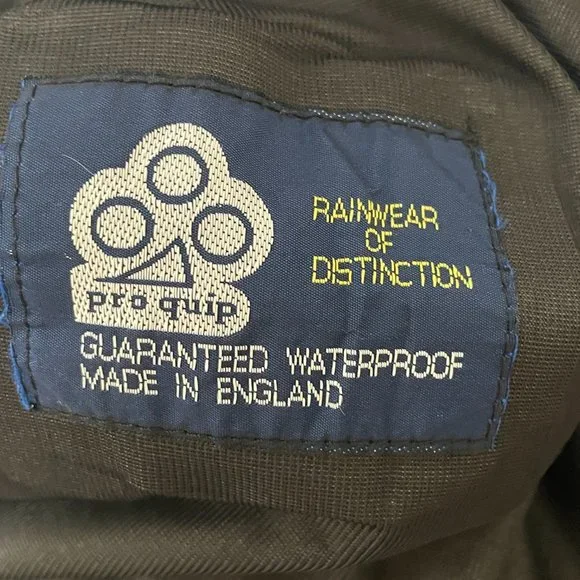 pro quip
RAINWEAR
OF
DISTINCTION
GUARANTEED WATERPROOF
MADE IN ENGLAND